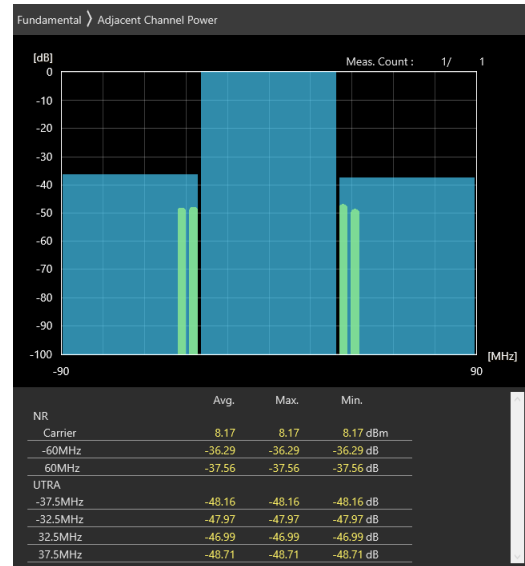 Fundamental 〉 Adjacent Channel Power
[dB]
Meas. Count : 1/ 1
0
-10
-20
-30
-40
-50
-60
-70
-80
-90
-100
[MHz]
-90 90
Avg. Max. Min.
NR
Carrier 8.17 8.17 8.17 dBm
-60MHz -36.29 -36.29 -36.29 dB
60MHz -37.56 -37.56 -37.56 dB
UTRA
-37.5MHz -48.16 -48.16 -48.16 dB
-32.5MHz -47.97 -47.97 -47.97 dB
32.5MHz -46.99 -46.99 -46.99 dB
37.5MHz -48.71 -48.71 -48.71 dB